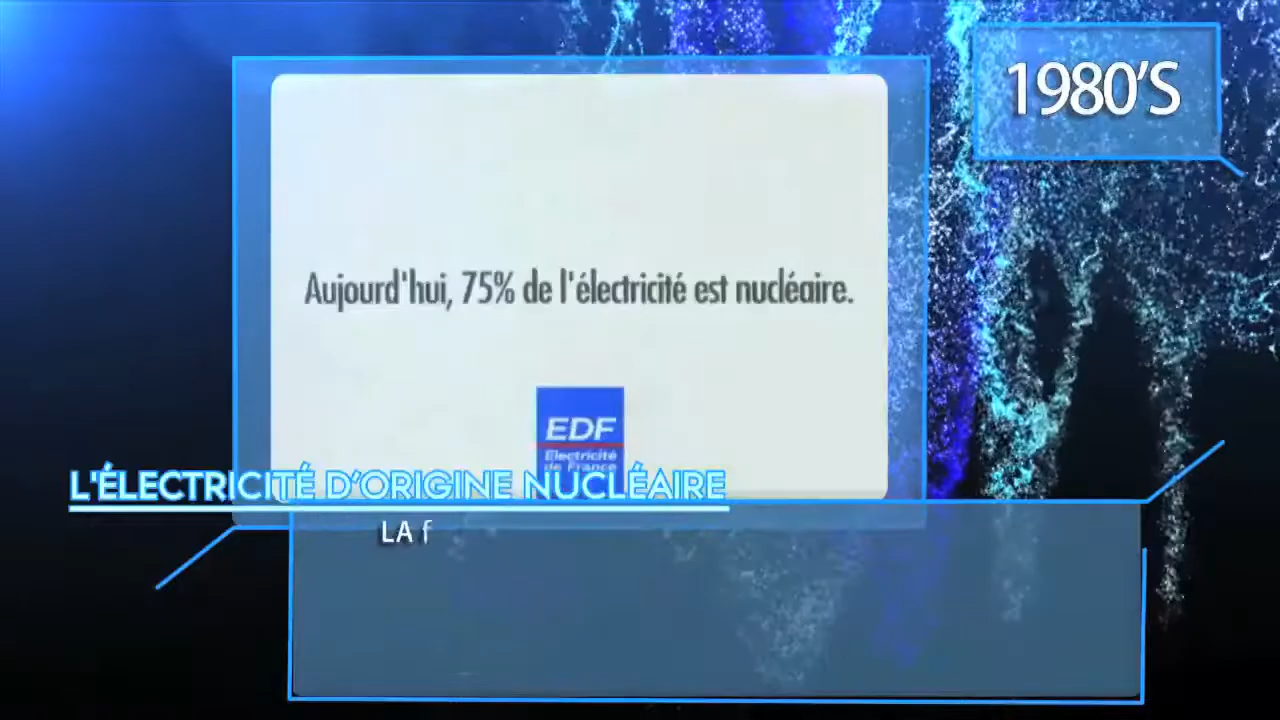 1980'S
Aujourd'hui, 75% de l'électricité est nucléaire.
EDF
Electricité
de France
L'ÉLECTRICITÉ D'ORIGINE NUCLÉAIRE
LA f